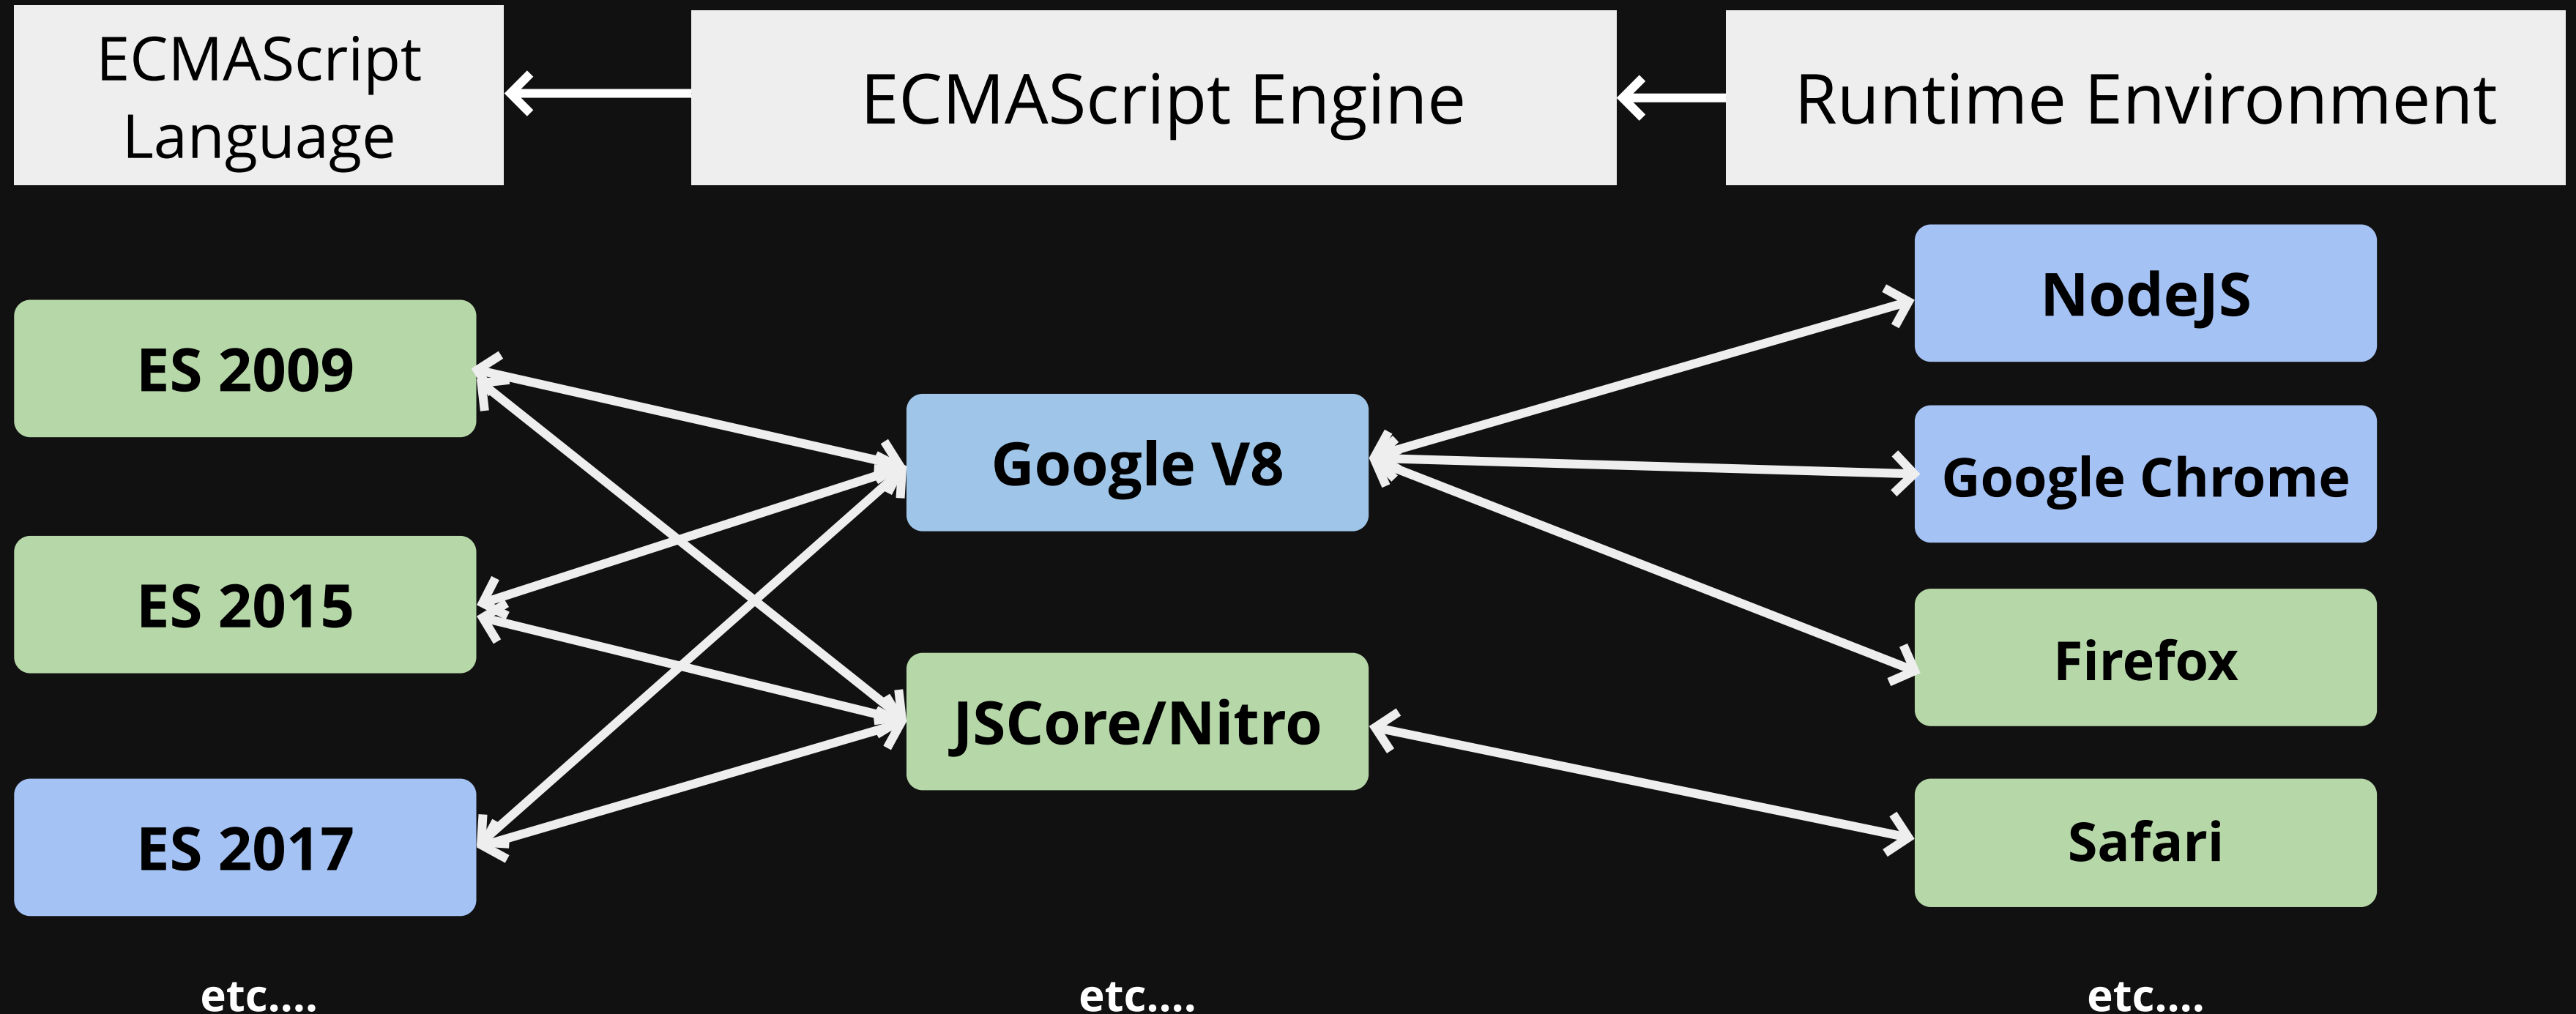 ECMAScript
Language
ECMAScript Engine
Runtime Environment
NodeJS
ES 2009
Google V8
Google Chrome
ES 2015
Firefox
JSCore/Nitro
ES 2017
Safari
etc....
etc....
etc....